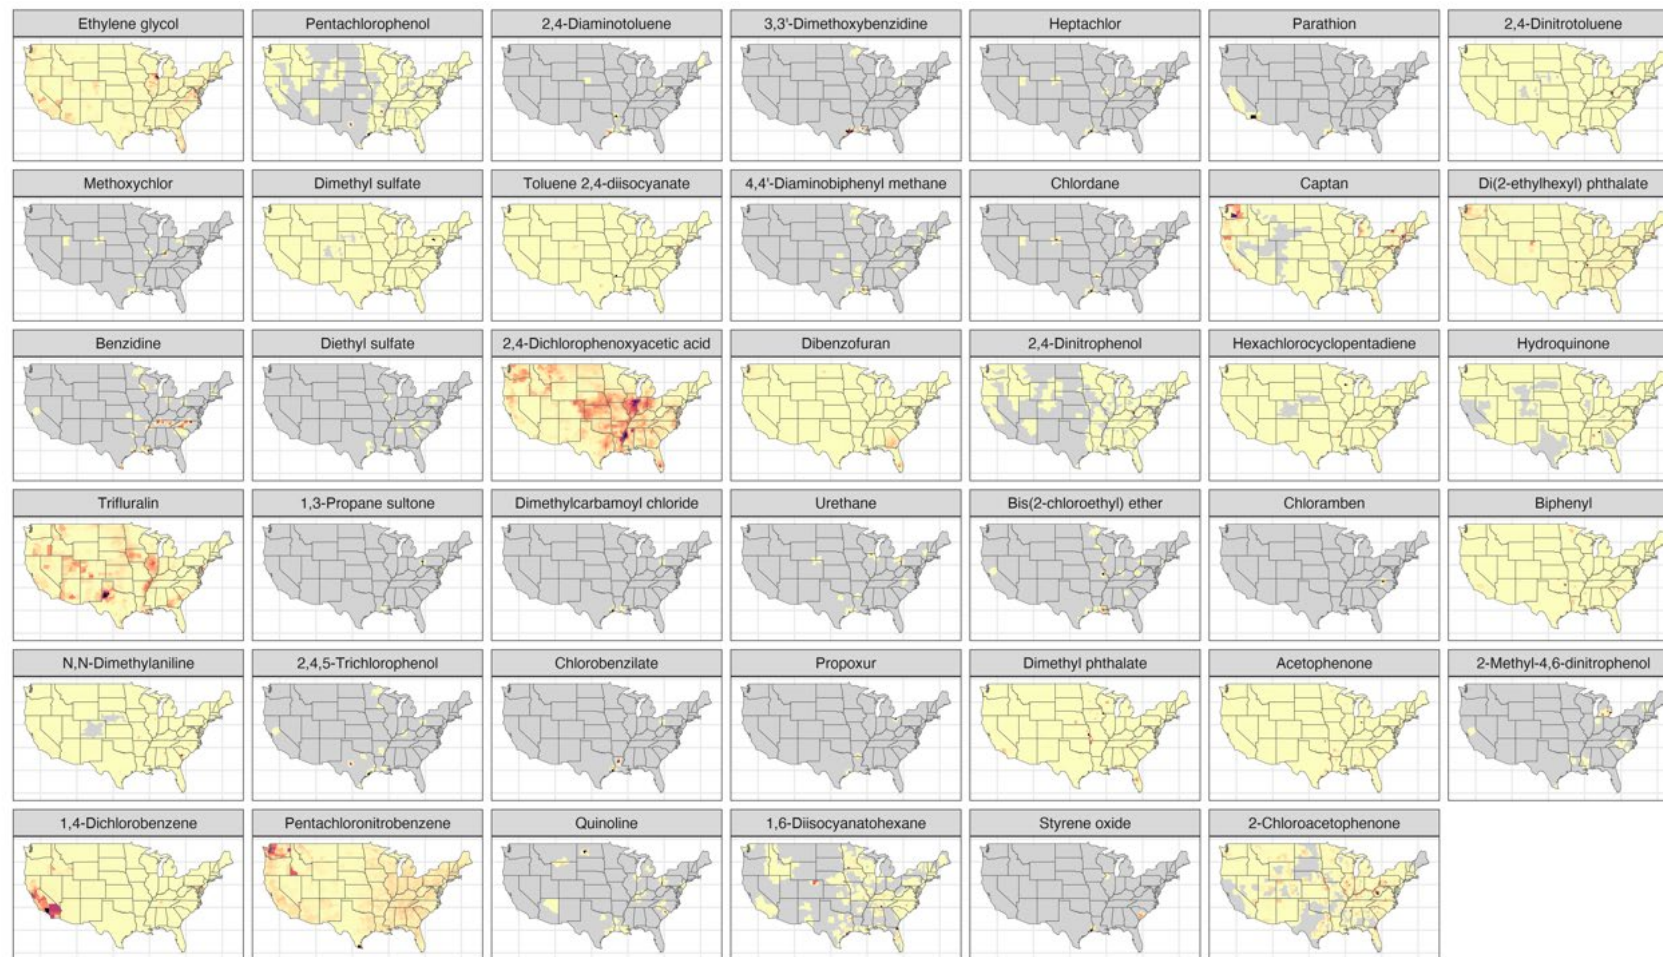 Ethylene glycol
Pentachlorophenol
2,4-Diaminotoluene
3,3'-Dimethoxybenzidine
Heptachlor
Parathion
2,4-Dinitrotoluene
Methoxychlor
Dimethyl sulfate
Toluene 2,4-diisocyanate
4,4'-Diaminobiphenyl methane
Chlordane
Captan
Di(2-ethylhexyl) phthalate
Benzidine
Diethyl sulfate
2,4-Dichlorophenoxyacetic acid
Dibenzofuran
2,4-Dinitrophenol
Hexachlorocyclopentadiene
Hydroquinone
Trifluralin
1,3-Propane sultone
Dimethylcarbamoyl chloride
Urethane
Bis(2-chloroethyl) ether
Chloramben
Biphenyl
N,N-Dimethylaniline
2,4,5-Trichlorophenol
Chlorobenzilate
Propoxur
Dimethyl phthalate
Acetophenone
2-Methyl-4,6-dinitrophenol
1,4-Dichlorobenzene
Pentachloronitrobenzene
Quinoline
1,6-Diisocyanatohexane
Styrene oxide
2-Chloroacetophenone